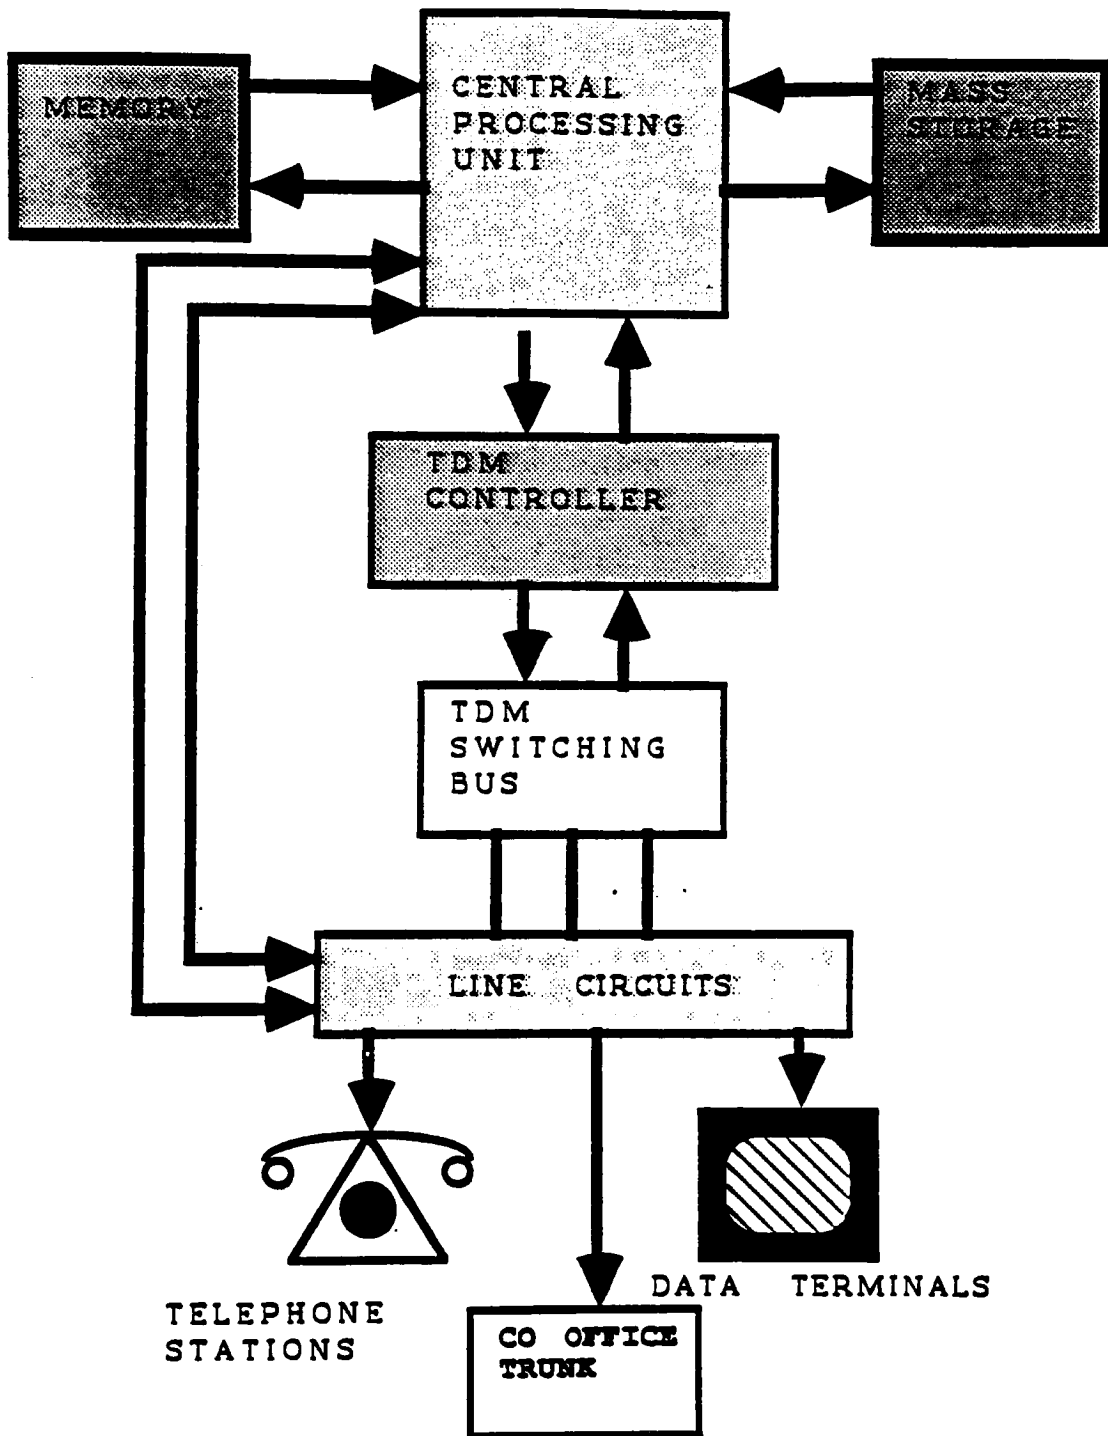 MEMORY
CENTRAL
PROCESSING
UNIT
MASS
STORAGE
TDM
CONTROLLER
TDM
SWITCHING
BUS
LINE CIRCUITS
DATA TERMINALS
TELEPHONE
STATIONS
CO OFFICE
TRUNK